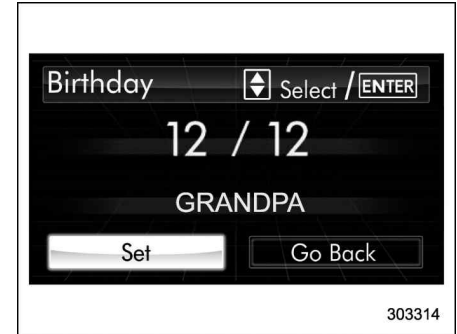 Birthday Select / ENTER
12 / 12
GRANDPA
Set Go Back
303314